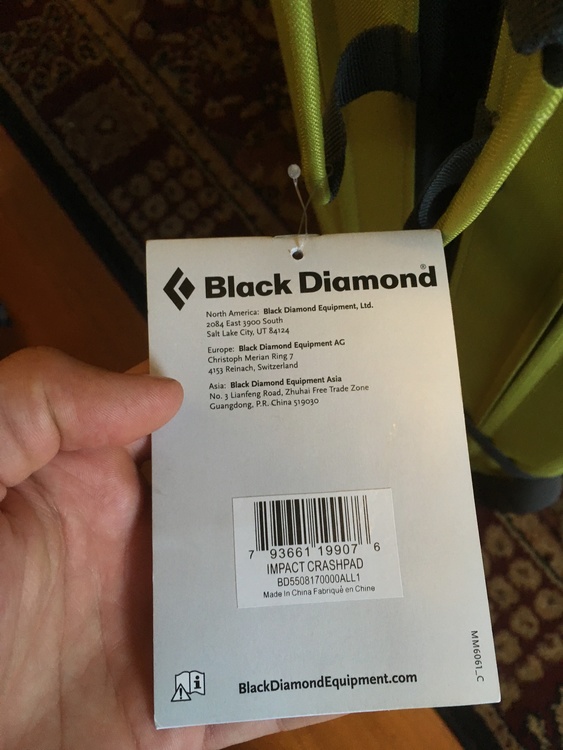 Black Diamond®
North America: Black Diamond Equipment, Ltd.
2084 East 3900 South
Salt Lake City, UT 84124
Europe: Black Diamond Equipment AG
Christoph Merian Ring 7
4153 Reinach, Switzerland
Asia: Black Diamond Equipment Asia
No. 3 Lianfeng Road, Zhuhai Free Trade Zone
Guangdong, P.R. China 519030
7 93661 19907 6
IMPACT CRASHPAD
BD5508170000ALL1
Made In China Fabriqué en Chine
MM6061_C
BlackDiamondEquipment.com